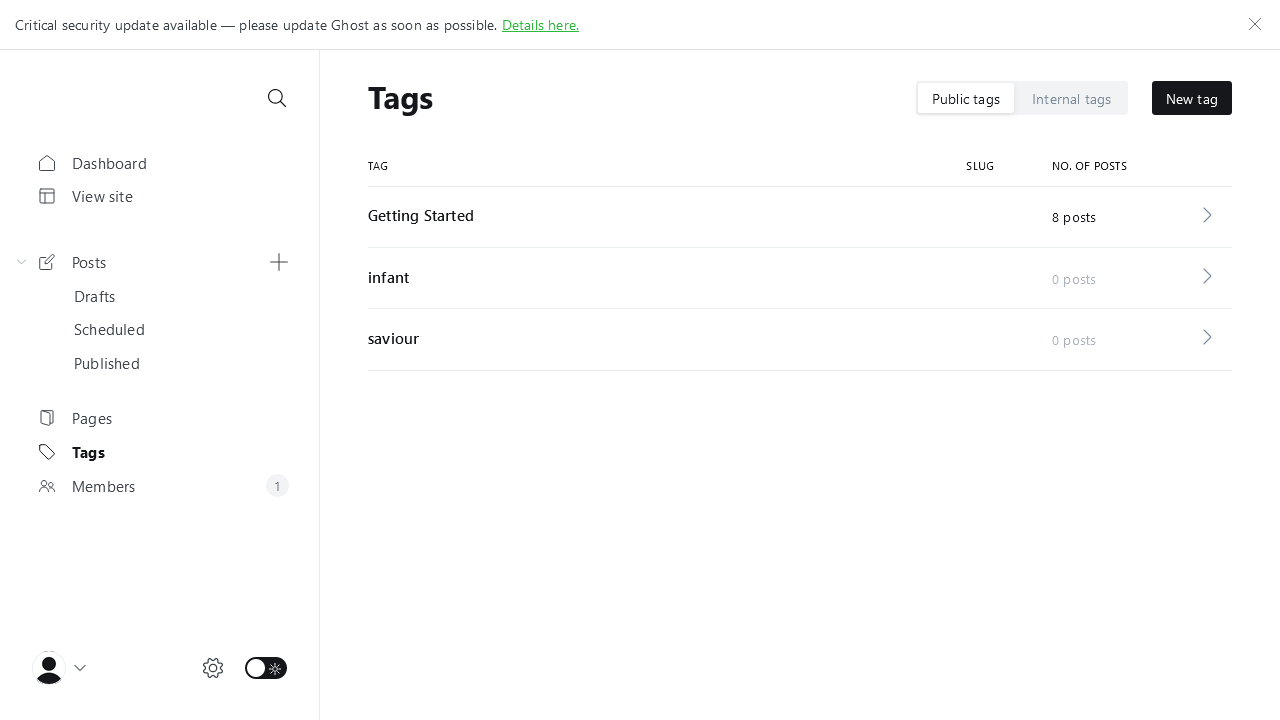 Critical security update available — please update Ghost as soon as possible. Details here.
Dashboard
View site
Posts
Drafts
Scheduled
Published
Pages
Tags
Members
1
Tags
Public tags
Internal tags
New tag
TAG
SLUG
NO. OF POSTS
Getting Started
8 posts
infant
0 posts
saviour
0 posts